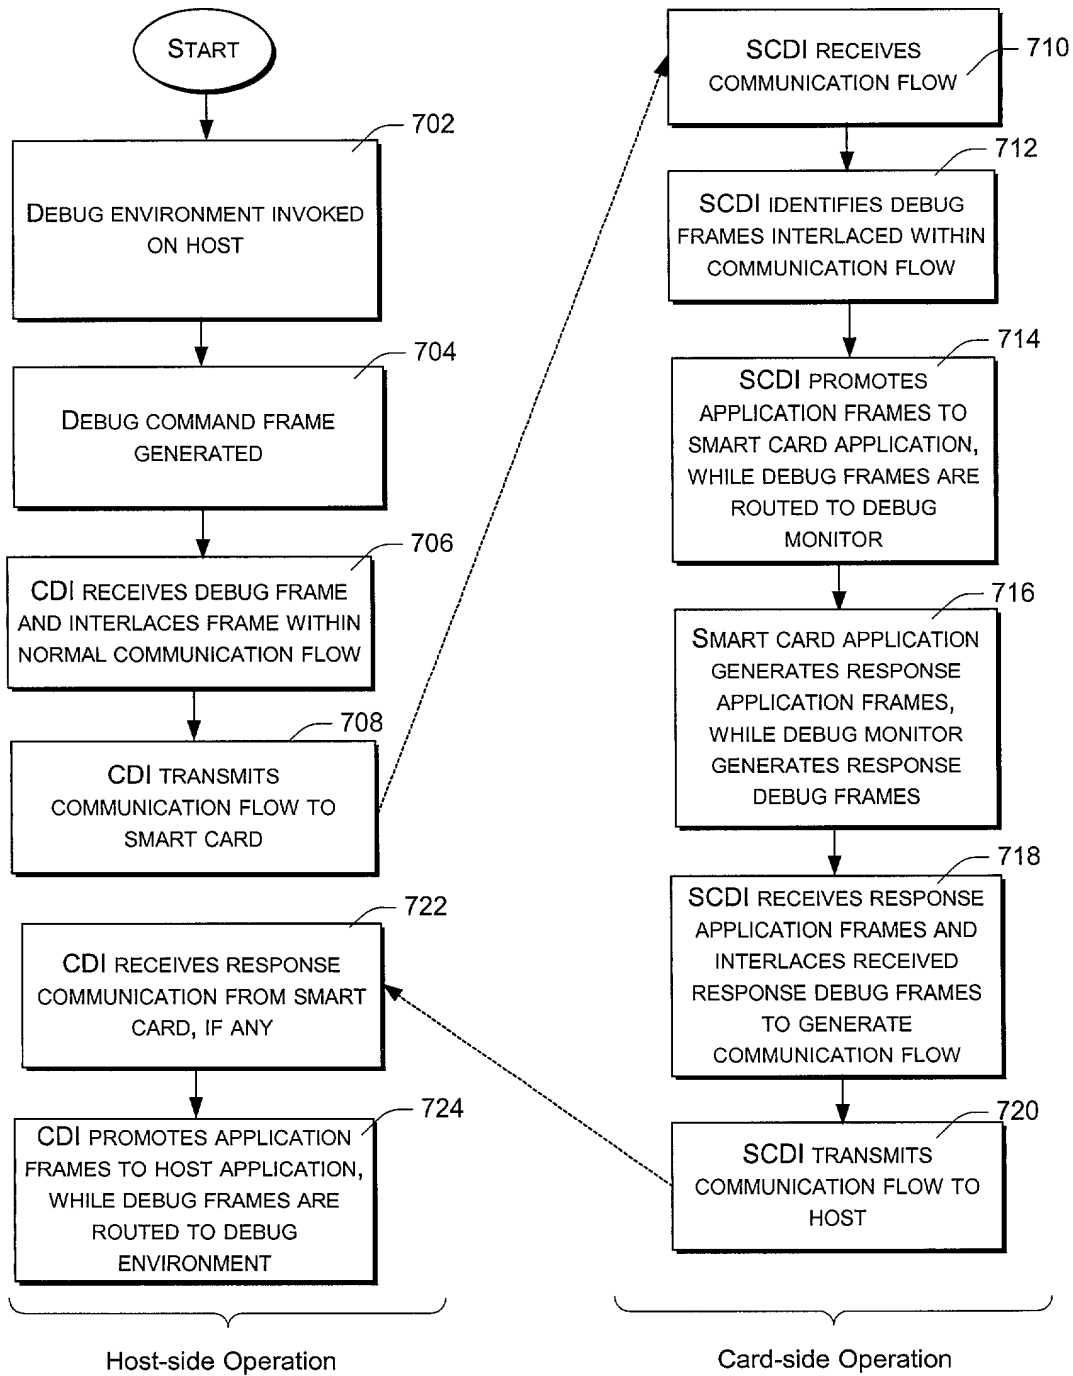 START
702
DEBUG ENVIRONMENT INVOKED
ON HOST
704
DEBUG COMMAND FRAME
GENERATED
706
CDI RECEIVES DEBUG FRAME
AND INTERLACES FRAME WITHIN
NORMAL COMMUNICATION FLOW
708
CDI TRANSMITS
COMMUNICATION FLOW TO
SMART CARD
710
SCDI RECEIVES
COMMUNICATION FLOW
712
SCDI IDENTIFIES DEBUG
FRAMES INTERLACED WITHIN
COMMUNICATION FLOW
714
SCDI PROMOTES
APPLICATION FRAMES TO
SMART CARD APPLICATION,
WHILE DEBUG FRAMES ARE
ROUTED TO DEBUG
MONITOR
716
SMART CARD APPLICATION
GENERATES RESPONSE
APPLICATION FRAMES,
WHILE DEBUG MONITOR
GENERATES RESPONSE
DEBUG FRAMES
718
SCDI RECEIVES RESPONSE
APPLICATION FRAMES AND
INTERLACES RECEIVED
RESPONSE DEBUG FRAMES
TO GENERATE
COMMUNICATION FLOW
720
SCDI TRANSMITS
COMMUNICATION FLOW TO
HOST
722
CDI RECEIVES RESPONSE
COMMUNICATION FROM SMART
CARD, IF ANY
724
CDI PROMOTES APPLICATION
FRAMES TO HOST APPLICATION,
WHILE DEBUG FRAMES ARE
ROUTED TO DEBUG
ENVIRONMENT
Host-side Operation
Card-side Operation